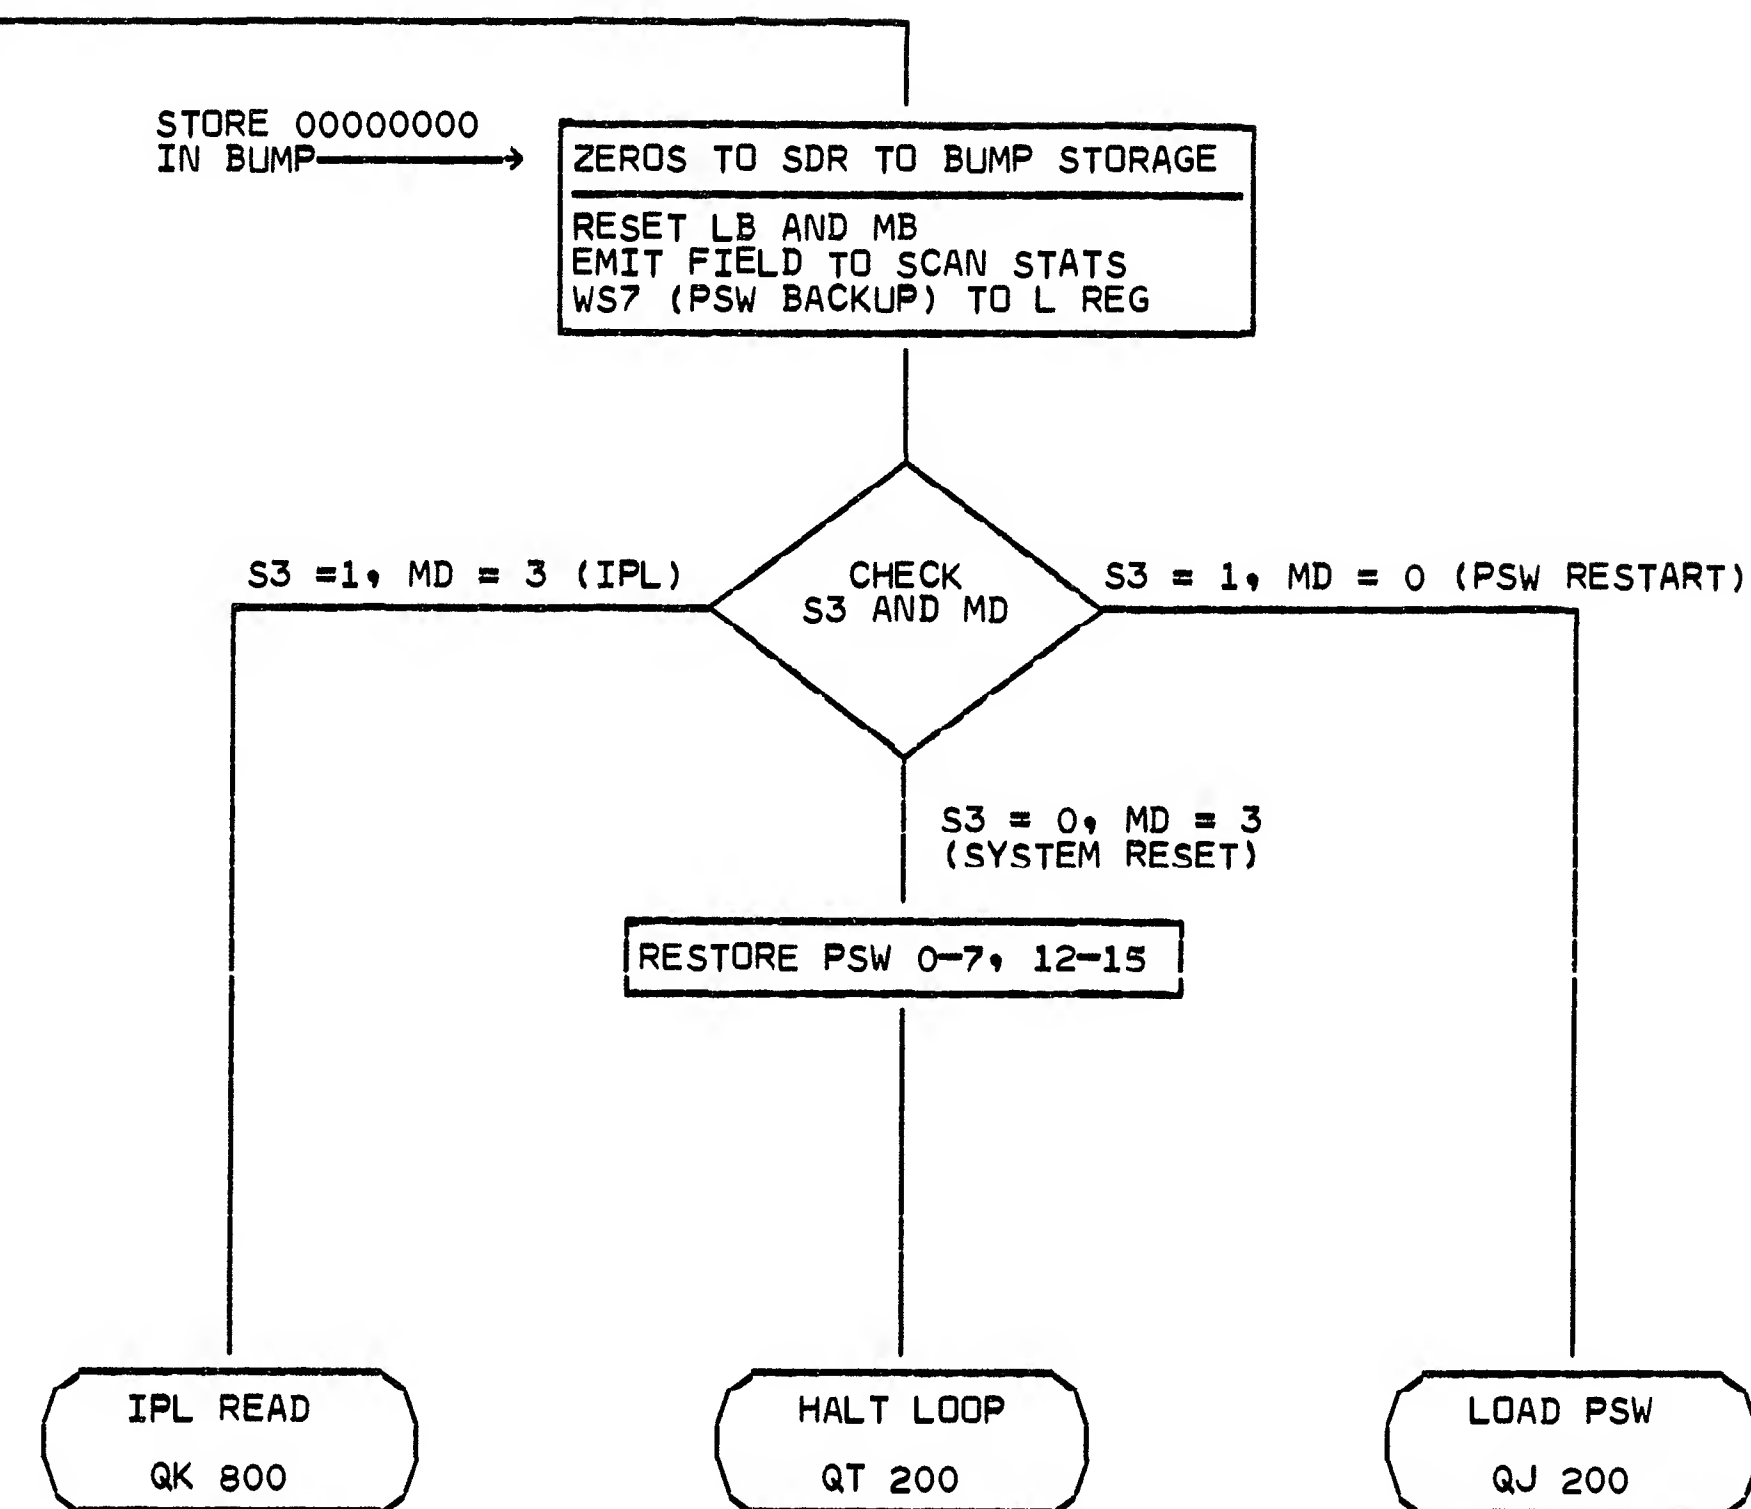 STORE 00000000
IN BUMP
ZEROS TO SDR TO BUMP STORAGE
RESET LB AND MB
EMIT FIELD TO SCAN STATS
WS7 (PSW BACKUP) TO L REG
S3 =1, MD = 3 (IPL)
CHECK
S3 AND MD
S3 = 1, MD = 0 (PSW RESTART)
S3 = 0, MD = 3
(SYSTEM RESET)
RESTORE PSW 0-7, 12-15
IPL READ
QK 800
HALT LOOP
QT 200
LOAD PSW
QJ 200